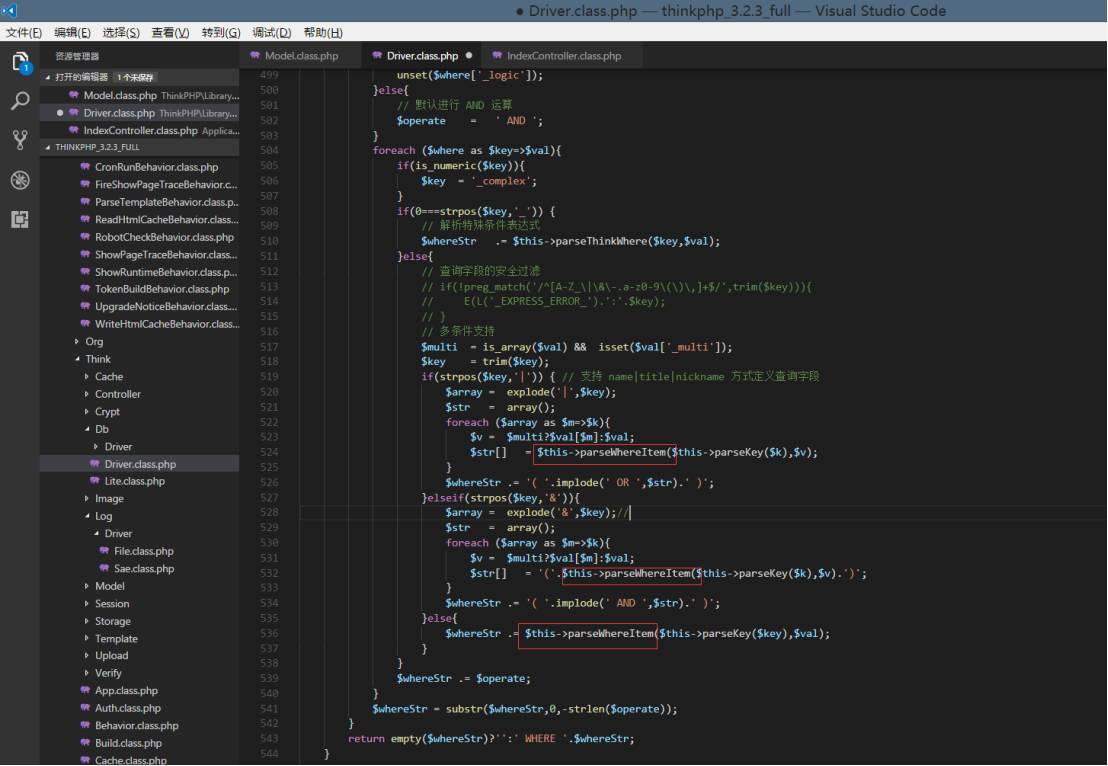 ● Driver.class.php — thinkphp_3.2.3_full — Visual Studio Code
文件(F) 编辑(E) 选择(S) 查看(V) 转到(G) 调试(D) 帮助(H)
资源管理器
打开的编辑器 1 个未保存
Model.class.php ThinkPHP\Library...
● Driver.class.php ThinkPHP\Library...
IndexController.class.php Applica...
THINKPHP_3.2.3_FULL
CronRunBehavior.class.php
FireShowPageTraceBehavior.c...
ParseTemplateBehavior.class.p...
ReadHtmlCacheBehavior.class...
RobotCheckBehavior.class.php
ShowPageTraceBehavior.class...
ShowRuntimeBehavior.class.p...
TokenBuildBehavior.class.php
UpgradeNoticeBehavior.class...
WriteHtmlCacheBehavior.class...
Org
Think
Cache
Controller
Crypt
Db
Driver
Driver.class.php
Lite.class.php
Image
Log
Driver
File.class.php
Sae.class.php
Model
Session
Storage
Template
Upload
Verify
App.class.php
Auth.class.php
Behavior.class.php
Build.class.php
Cache.class.php
1
Model.class.php Driver.class.php ● IndexController.class.php
499 unset($where['_logic']);
500 }else{
501 // 默认进行 AND 运算
502 $operate = ' AND ';
503 }
504 foreach ($where as $key=>$val){
505 if(is_numeric($key)){
506 $key = '_complex';
507 }
508 if(0===strpos($key,'_')) {
509 // 解析特殊条件表达式
510 $whereStr .= $this->parseThinkWhere($key,$val);
511 }else{
512 // 查询字段的安全过滤
513 // if(!preg_match('/^[A-Z_\|\&\-.a-z0-9\(\)\,]+$/',trim($key))){
514 // E(L('_EXPRESS_ERROR_').':'.$key);
515 // }
516 // 多条件支持
517 $multi = is_array($val) && isset($val['_multi']);
518 $key = trim($key);
519 if(strpos($key,'|')) { // 支持 name|title|nickname 方式定义查询字段
520 $array = explode('|',$key);
521 $str = array();
522 foreach ($array as $m=>$k){
523 $v = $multi?$val[$m]:$val;
524 $str[] = $this->parseWhereItem($this->parseKey($k),$v);
525 }
526 $whereStr .= '( '.implode(' OR ',$str).' )';
527 }elseif(strpos($key,'&')){
528 $array = explode('&',$key);//
529 $str = array();
530 foreach ($array as $m=>$k){
531 $v = $multi?$val[$m]:$val;
532 $str[] = '('.$this->parseWhereItem($this->parseKey($k),$v).')';
533 }
534 $whereStr .= '( '.implode(' AND ',$str).' )';
535 }else{
536 $whereStr .= $this->parseWhereItem($this->parseKey($key),$val);
537 }
538 }
539 $whereStr .= $operate;
540 }
541 $whereStr = substr($whereStr,0,-strlen($operate));
542 }
543 return empty($whereStr)?'':' WHERE '.$whereStr;
544 }